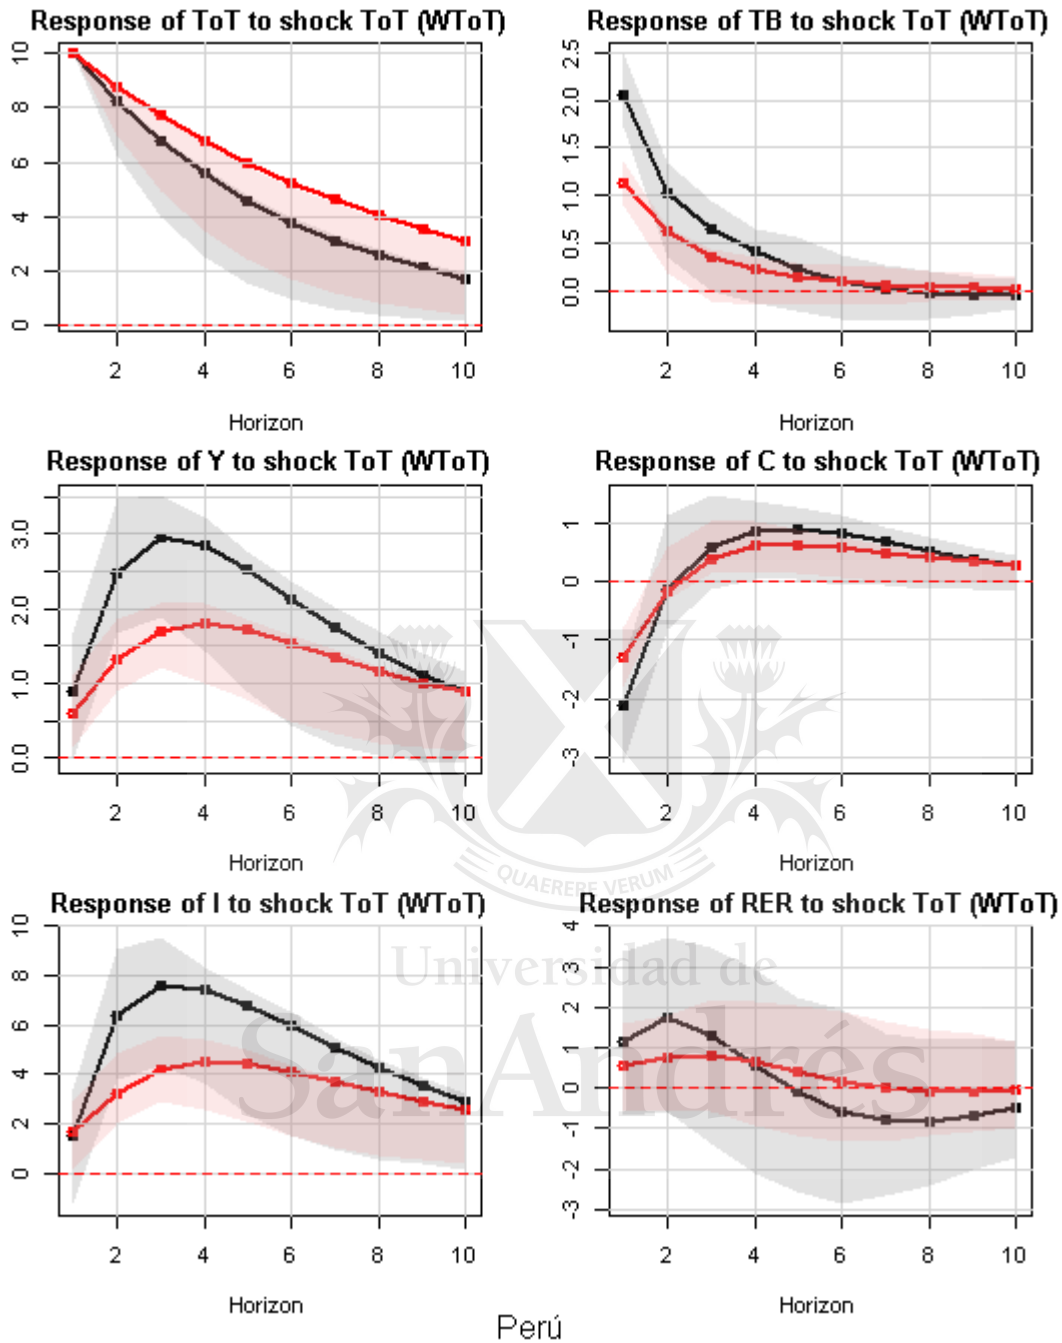 Response of ToT to shock ToT (WToT)
Response of TB to shock ToT (WToT)
0 2 4 6 8 10
0.0 0.5 1.0 1.5 2.0 2.5
2 4 6 8 10
2 4 6 8 10
Horizon
Horizon
Response of Y to shock ToT (WToT)
Response of C to shock ToT (WToT)
0.0 1.0 2.0 3.0
-3 -2 -1 0 1
2 4 6 8 10
2 4 6 8 10
Horizon
Horizon
QUAERERE VERUM
Response of I to shock ToT (WToT)
Response of RER to shock ToT (WToT)
0 2 4 6 8 10
-3 -2 -1 0 1 2 3 4
Universidad de
SanAndrés
2 4 6 8 10
2 4 6 8 10
Horizon
Horizon
Perú